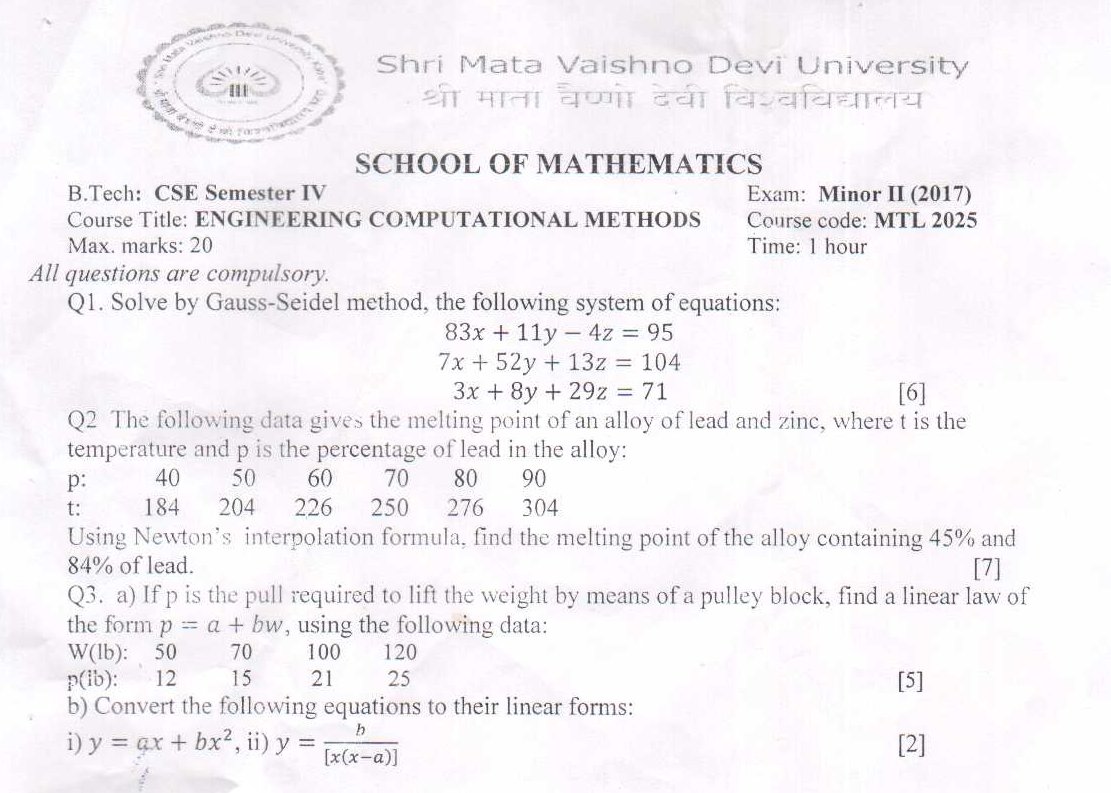 Shri Mata Vaishno Devi University
श्री माता वैष्णो देवी विश्वविद्यालय
SCHOOL OF MATHEMATICS
B.Tech: CSE Semester IV Exam: Minor II (2017)
Course Title: ENGINEERING COMPUTATIONAL METHODS Course code: MTL 2025
Max. marks: 20 Time: 1 hour
All questions are compulsory.
Q1. Solve by Gauss-Seidel method, the following system of equations:
83x + 11y − 4z = 95
7x + 52y + 13z = 104
3x + 8y + 29z = 71 [6]
Q2 The following data gives the melting point of an alloy of lead and zinc, where t is the
temperature and p is the percentage of lead in the alloy:
p: 40 50 60 70 80 90
t: 184 204 226 250 276 304
Using Newton's interpolation formula, find the melting point of the alloy containing 45% and
84% of lead. [7]
Q3. a) If p is the pull required to lift the weight by means of a pulley block, find a linear law of
the form p = a + bw, using the following data:
W(lb): 50 70 100 120
p(ib): 12 15 21 25 [5]
b) Convert the following equations to their linear forms:
i) y = ax + bx², ii) y = b/[x(x−a)] [2]